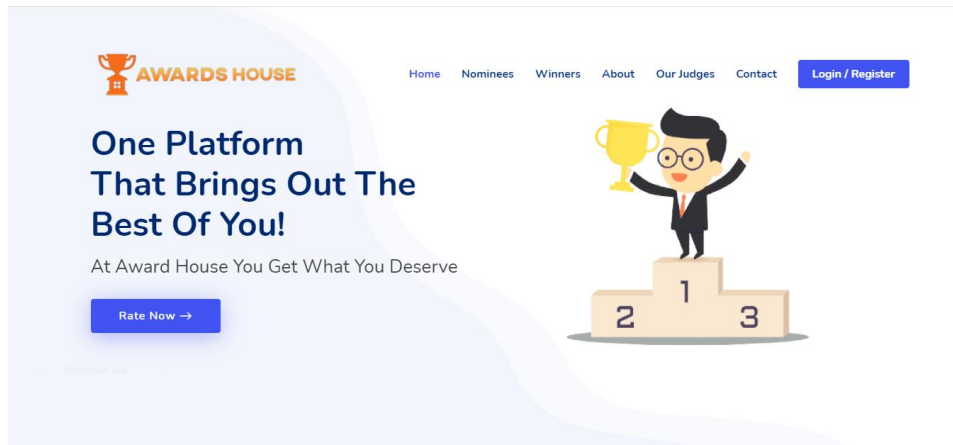 AWARDS HOUSE
Home Nominees Winners About Our Judges Contact Login / Register
One Platform
That Brings Out The
Best Of You!
At Award House You Get What You Deserve
Rate Now →
2 1 3